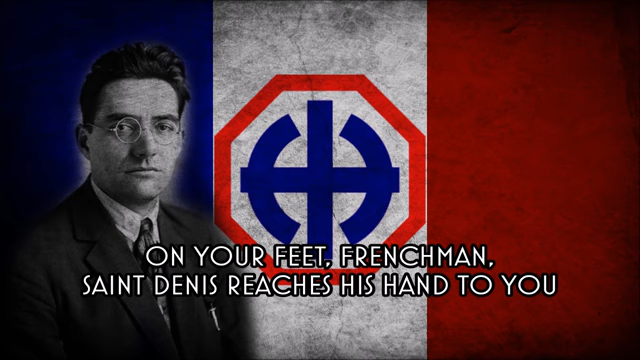 ON YOUR FEET, FRENCHMAN,
SAINT DENIS REACHES HIS HAND TO YOU